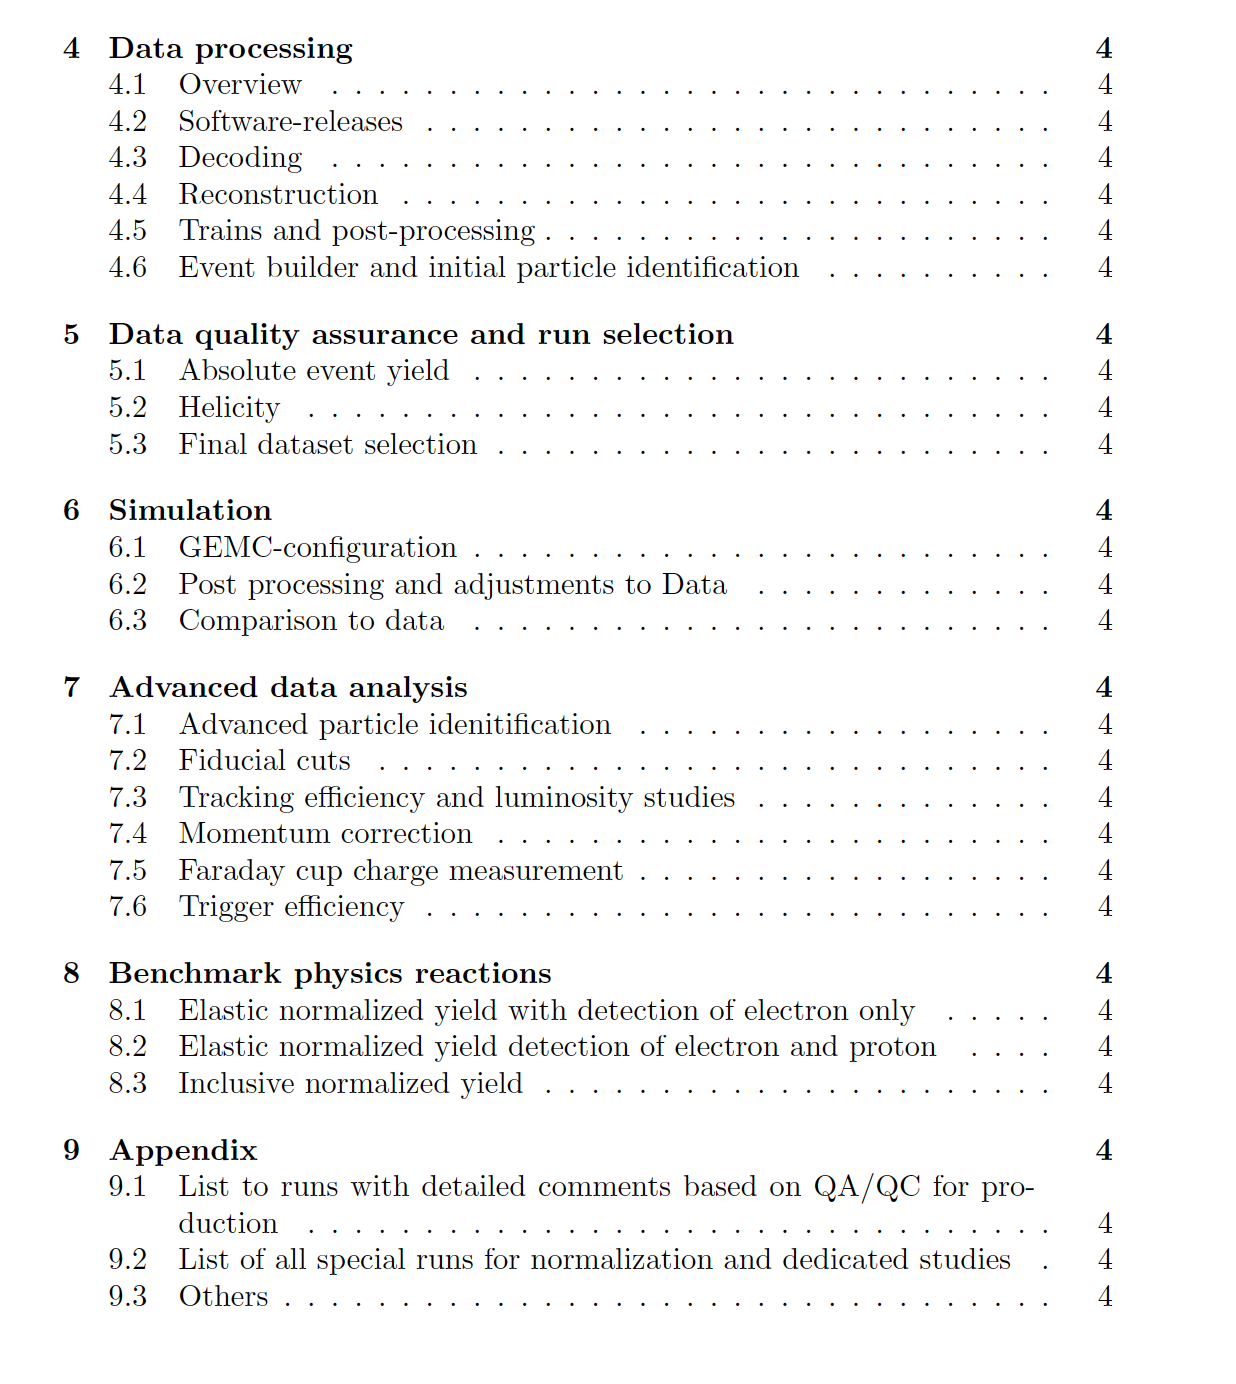 4 Data processing 4
4.1 Overview . . . . . . . . . . . . . . . . . . . . . . . . . . . . . . . 4
4.2 Software-releases . . . . . . . . . . . . . . . . . . . . . . . . . . . 4
4.3 Decoding . . . . . . . . . . . . . . . . . . . . . . . . . . . . . . . 4
4.4 Reconstruction . . . . . . . . . . . . . . . . . . . . . . . . . . . . 4
4.5 Trains and post-processing . . . . . . . . . . . . . . . . . . . . . . 4
4.6 Event builder and initial particle identification . . . . . . . . . . 4
5 Data quality assurance and run selection 4
5.1 Absolute event yield . . . . . . . . . . . . . . . . . . . . . . . . . 4
5.2 Helicity . . . . . . . . . . . . . . . . . . . . . . . . . . . . . . . . 4
5.3 Final dataset selection . . . . . . . . . . . . . . . . . . . . . . . . 4
6 Simulation 4
6.1 GEMC-configuration . . . . . . . . . . . . . . . . . . . . . . . . . 4
6.2 Post processing and adjustments to Data . . . . . . . . . . . . . 4
6.3 Comparison to data . . . . . . . . . . . . . . . . . . . . . . . . . 4
7 Advanced data analysis 4
7.1 Advanced particle idenitification . . . . . . . . . . . . . . . . . . 4
7.2 Fiducial cuts . . . . . . . . . . . . . . . . . . . . . . . . . . . . . 4
7.3 Tracking efficiency and luminosity studies . . . . . . . . . . . . . 4
7.4 Momentum correction . . . . . . . . . . . . . . . . . . . . . . . . 4
7.5 Faraday cup charge measurement . . . . . . . . . . . . . . . . . . 4
7.6 Trigger efficiency . . . . . . . . . . . . . . . . . . . . . . . . . . . 4
8 Benchmark physics reactions 4
8.1 Elastic normalized yield with detection of electron only . . . . . 4
8.2 Elastic normalized yield detection of electron and proton . . . . 4
8.3 Inclusive normalized yield . . . . . . . . . . . . . . . . . . . . . . 4
9 Appendix 4
9.1 List to runs with detailed comments based on QA/QC for pro-
duction . . . . . . . . . . . . . . . . . . . . . . . . . . . . . . . . 4
9.2 List of all special runs for normalization and dedicated studies . 4
9.3 Others . . . . . . . . . . . . . . . . . . . . . . . . . . . . . . . . . 4